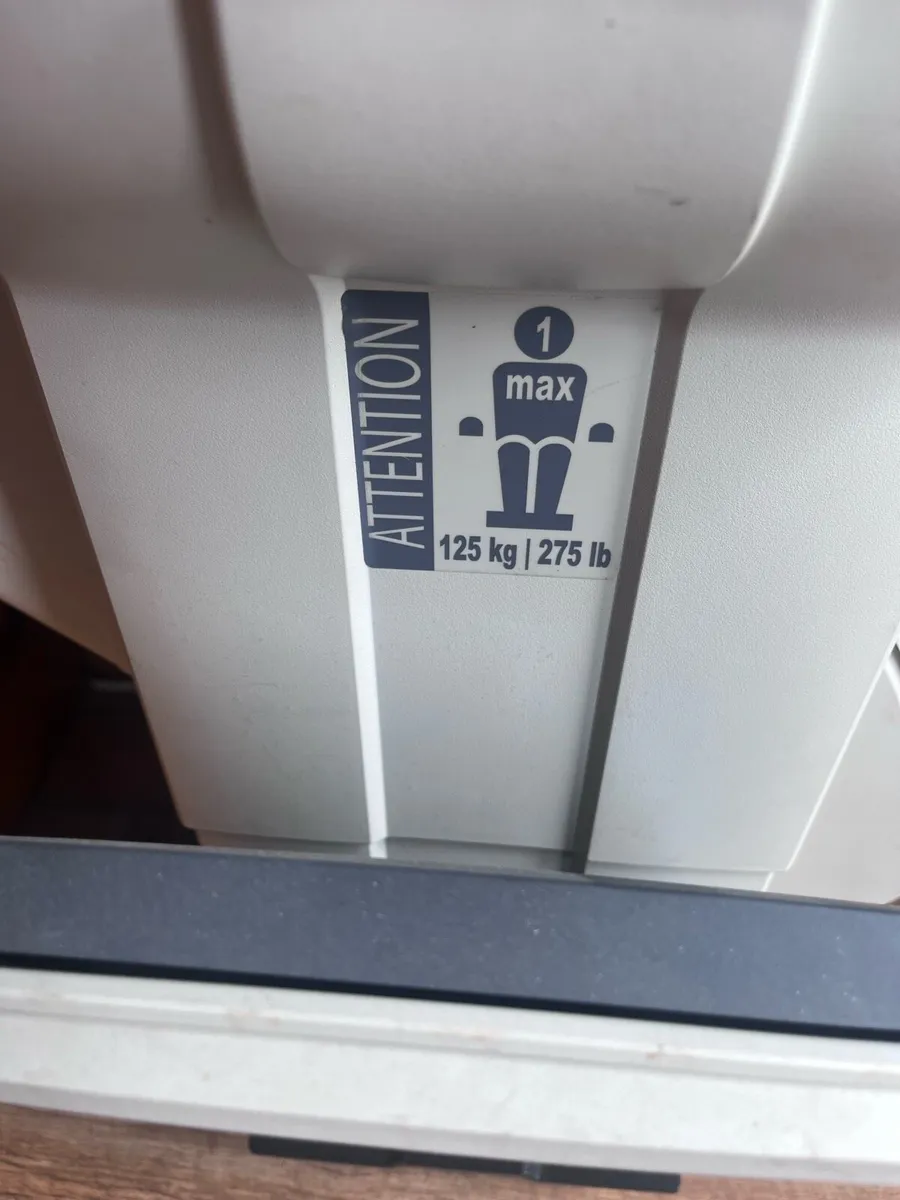 ATTENTION
1
max
125 kg | 275 lb